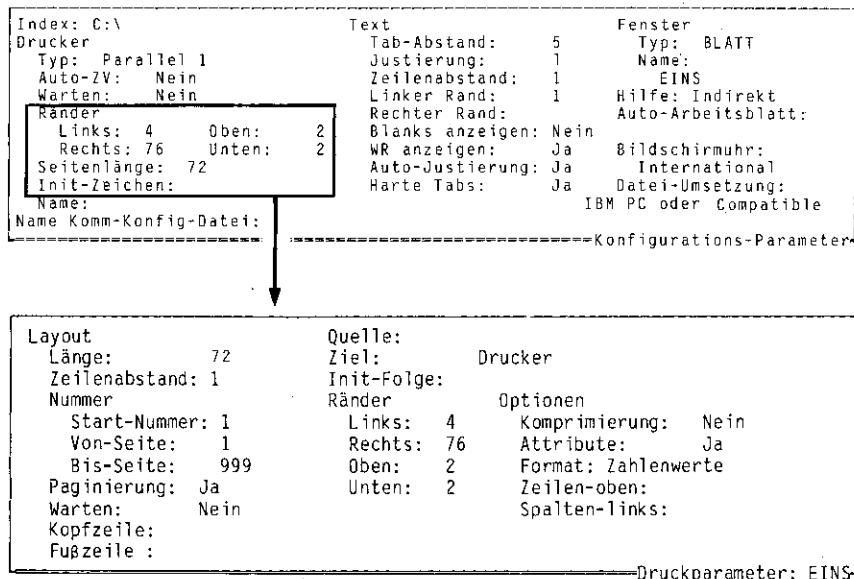 Index: C:\ Text Fenster
Drucker Tab-Abstand: 5 Typ: BLATT
Typ: Parallel 1 Justierung: 1 Name:
Auto-ZV: Nein Zeilenabstand: 1 EINS
Warten: Nein Linker Rand: 1 Hilfe: Indirekt
Ränder Rechter Rand: Auto-Arbeitsblatt:
Links: 4 Oben: 2 Blanks anzeigen: Nein
Rechts: 76 Unten: 2 WR anzeigen: Ja Bildschirmuhr:
Seitenlänge: 72 Auto-Justierung: Ja International
Init-Zeichen: Harte Tabs: Ja Datei-Umsetzung:
Name: IBM PC oder Compatible
Name Komm-Konfig-Datei:
Konfigurations-Parameter
Layout Quelle:
Länge: 72 Ziel: Drucker
Zeilenabstand: 1 Init-Folge:
Nummer Ränder Optionen
Start-Nummer: 1 Links: 4 Komprimierung: Nein
Von-Seite: 1 Rechts: 76 Attribute: Ja
Bis-Seite: 999 Oben: 2 Format: Zahlenwerte
Paginierung: Ja Unten: 2 Zeilen-oben:
Warten: Nein Spalten-links:
Kopfzeile:
Fußzeile :
Druckparameter: EINS